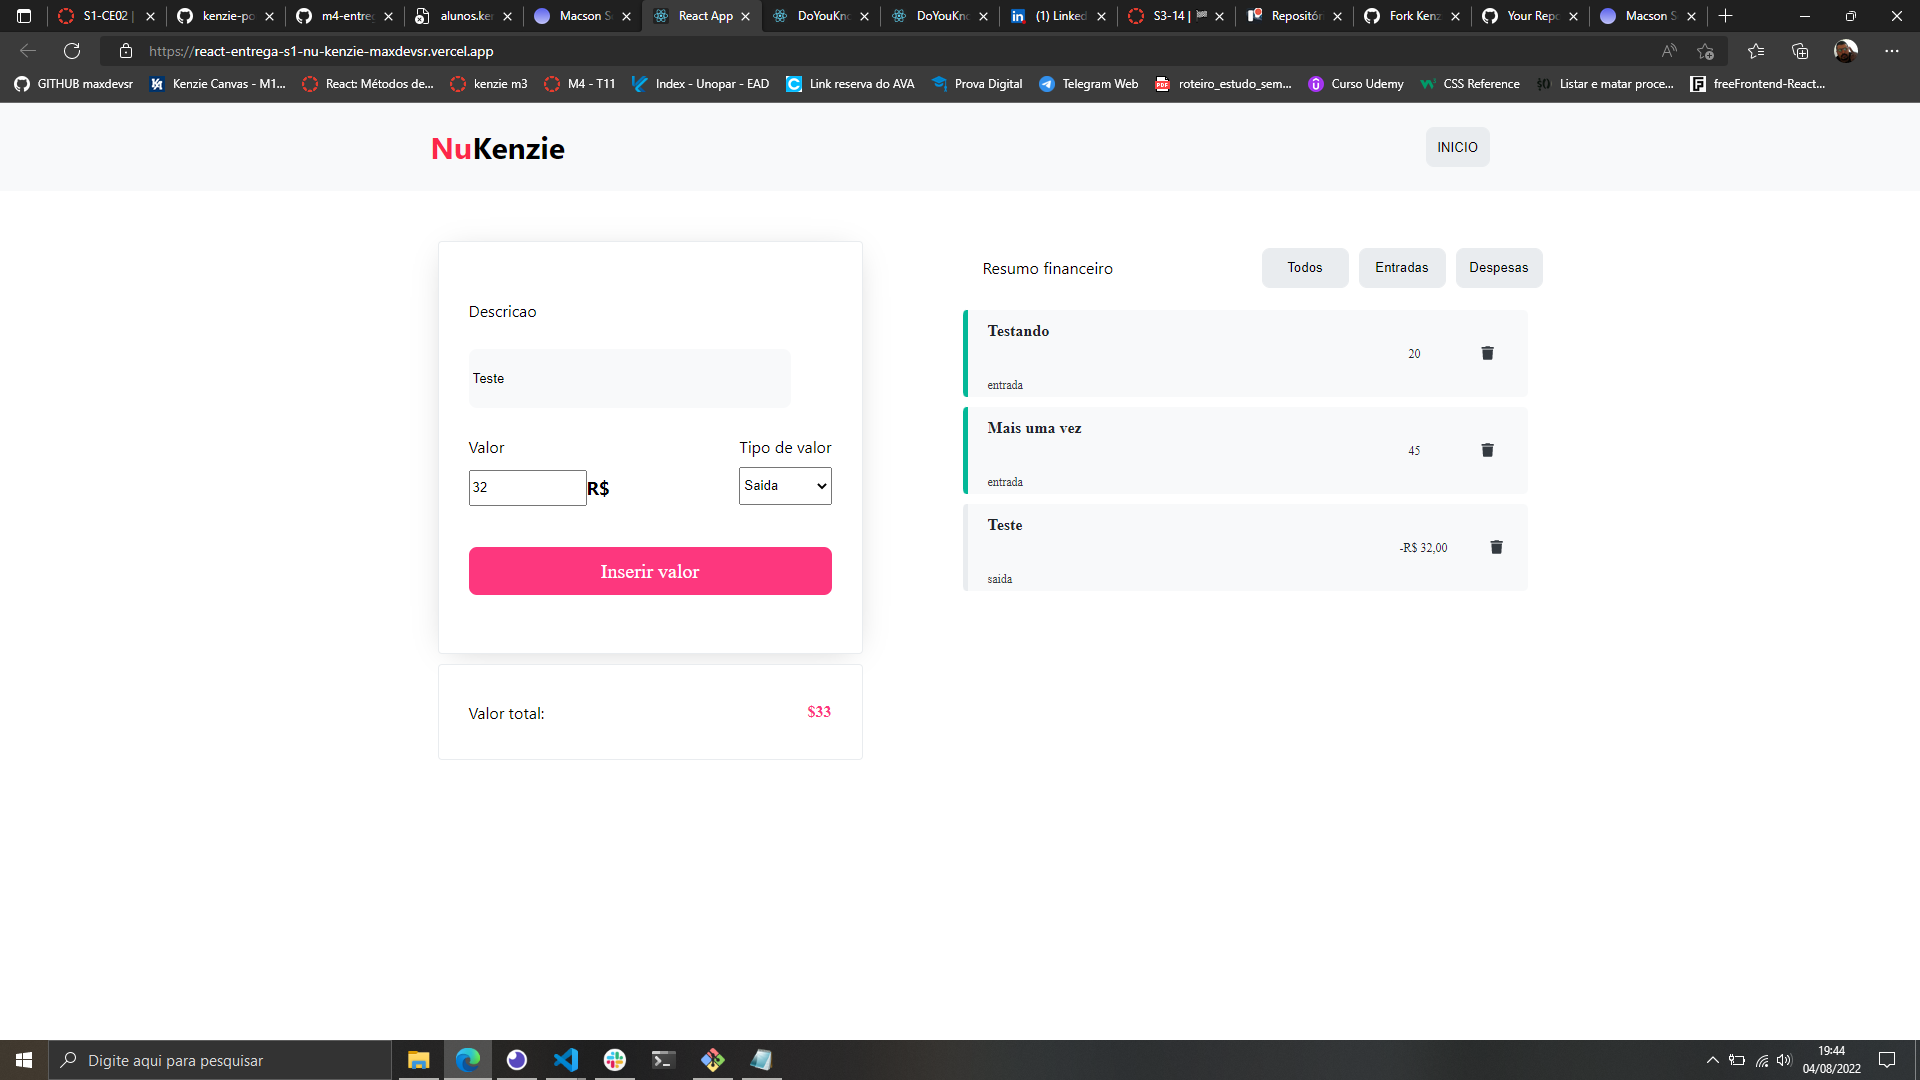 S1-CE02 |
kenzie-po
m4-entreg
alunos.ken
Macson S
React App
DoYouKno
DoYouKno
(1) Linked
S3-14 |
Repositór
Fork Kenz
Your Repo
Macson S
https://react-entrega-s1-nu-kenzie-maxdevsr.vercel.app
GITHUB maxdevsr
Kenzie Canvas - M1...
React: Métodos de...
kenzie m3
M4 - T11
Index - Unopar - EAD
Link reserva do AVA
Prova Digital
Telegram Web
roteiro_estudo_sem...
Curso Udemy
CSS Reference
Listar e matar proce...
freeFrontend-React...
NuKenzie
INICIO
Descricao
Teste
Valor
Tipo de valor
32
R$
Saida
Inserir valor
Valor total:
$33
Resumo financeiro
Todos
Entradas
Despesas
Testando
20
entrada
Mais uma vez
45
entrada
Teste
-R$ 32,00
saida
Digite aqui para pesquisar
19:44
04/08/2022